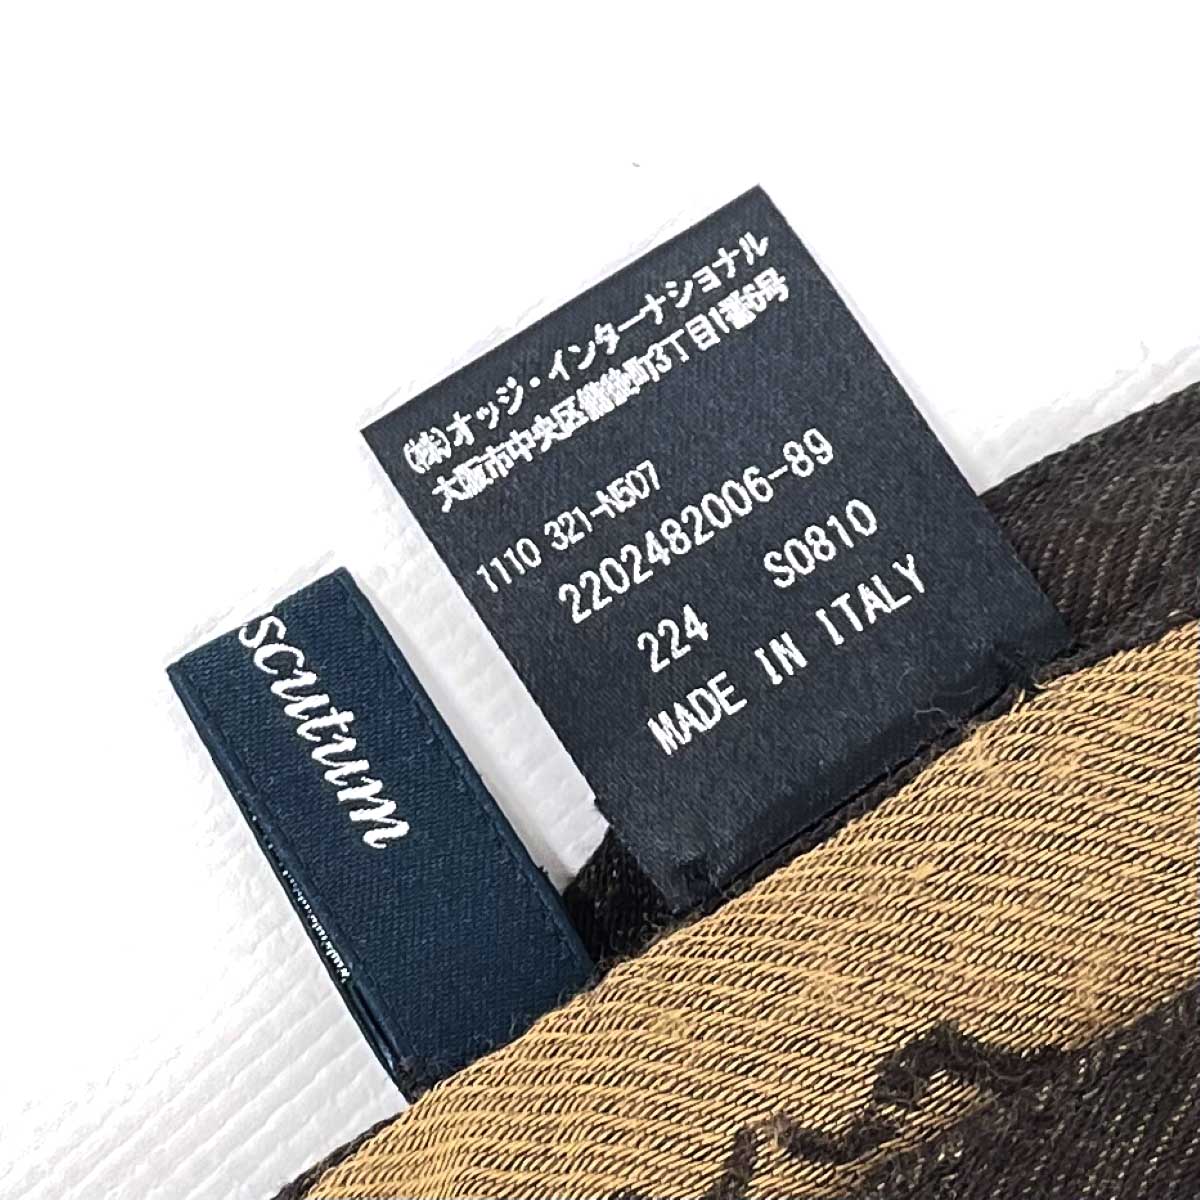 (株)オッジ・インターナショナル
大阪市中央区備後町3丁目1番6号
1110 321-N507
2202482006-89
224 S0810
MADE IN ITALY
scutum